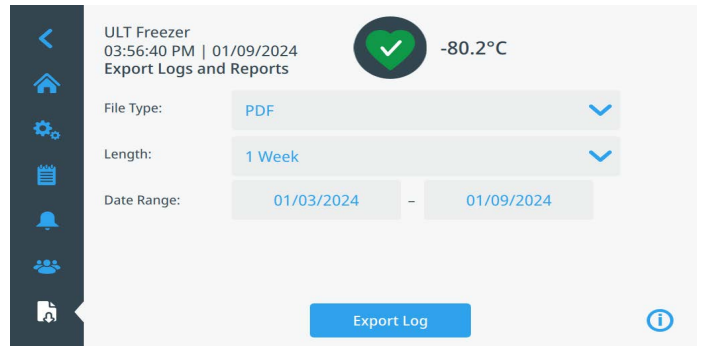 ULT Freezer
03:56:40 PM | 01/09/2024
-80.2°C
Export Logs and Reports
File Type:
PDF
Length:
1 Week
Date Range:
01/03/2024 – 01/09/2024
Export Log